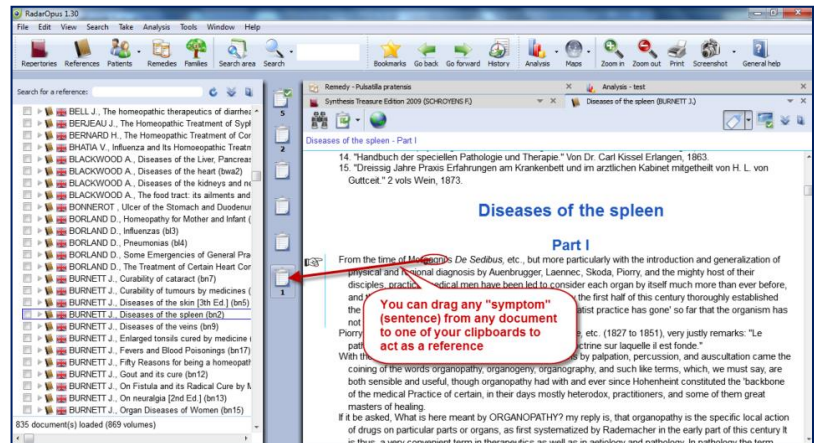 RadarOpus 1.30
File Edit View Search Take Analysis Tools Window Help
Repertories References Patents Remedies Families Search area Search Bookmarks Go back Go forward History Analysis Maps Zoom in Zoom out Print Screenshot General help
Search for a reference:
BELL J., The homeopathic therapeutics of diarrhea
BERJEAU J., The Homeopathic Treatment of Syph
BERNARD H., The Homeopathic Treatment of Cor
BHATIA V., Influenza and Its Homoeopathic Treatm
BLACKWOOD A., Diseases of the Liver, Pancreas
BLACKWOOD A., Diseases of the heart (bwa2)
BLACKWOOD A., Diseases of the kidneys and ne
BLACKWOOD A., The food tract: its ailments and
BONNEROT , Ulcer of the Stomach and Duodenu
BORLAND D., Homeopathy for Mother and Infant (
BORLAND D., Influenzas (bl3)
BORLAND D., Pneumonias (bl4)
BORLAND D., Some Emergencies of General Pra
BORLAND D., The Treatment of Certain Heart Cor
BURNETT J., Curability of cataract (bn7)
BURNETT J., Curability of tumours by medicines (
BURNETT J., Diseases of the skin [3th Ed.] (bn5)
BURNETT J., Diseases of the spleen (bn2)
BURNETT J., Diseases of the veins (bn9)
BURNETT J., Enlarged tonsils cured by medicine (
BURNETT J., Fevers and Blood Poisonings (bn17)
BURNETT J., Fifty Reasons for being a homeopath
BURNETT J., Gout and its cure (bn12)
BURNETT J., On Fistula and its Radical Cure by M
BURNETT J., On neuralgia [2nd Ed.] (bn13)
BURNETT J., Organ Diseases of Women (bn15)
835 document(s) loaded (869 volumes)
5
2
1
Remedy - Pulsatilla pratensis
Analysis - test
Synthesis Treasure Edition 2009 (SCHROYENS F.)
Diseases of the spleen (BURNETT J.)
Diseases of the spleen - Part I
14. "Handbuch der speciellen Pathologie und Therapie." Von Dr. Carl Kissel Erlangen, 1863.
15. "Dreissig Jahre Praxis Erfahrungen am Krankenbett und im arztlichen Kabinet mitgetheilt von H. L. von
Guttceit." 2 vols Wein, 1873.
Diseases of the spleen
Part I
From the time of De Sedibus, etc., but more particularly with the introduction and generalization of
physical and regional diagnosis by Auenbrugger, Laennec, Skoda, Piorry, and the mighty host of their
disciples, practical medical men have been led to consider each organ by itself much more than ever before,
and the first half of this century thoroughly established
the atist practice has gone' so far that the organism has
not
Piorry etc. (1827 to 1851), very justly remarks: "Le
path ctrine sur laquelle il est fonde."
With the s by palpation, percussion, and auscultation came the
coining of the words organopathy, organogeny, organography, and such like terms, which, we must say, are
both sensible and useful, though organopathy had with and ever since Hohenheint constituted the 'backbone
of the medical Practice of certain, in their days mostly heterodox, practitioners, and some of them great
masters of healing.
If it be asked, What is here meant by ORGANOPATHY? my reply is, that organopathy is the specific local action
of drugs on particular parts or organs, as first systematized by Rademacher in the early part of this century It
is thus, a very convenient term in therapeutics as well as in aetiology and pathology. In pathology the term
You can drag any "symptom"
(sentence) from any document
to one of your clipboards to
act as a reference